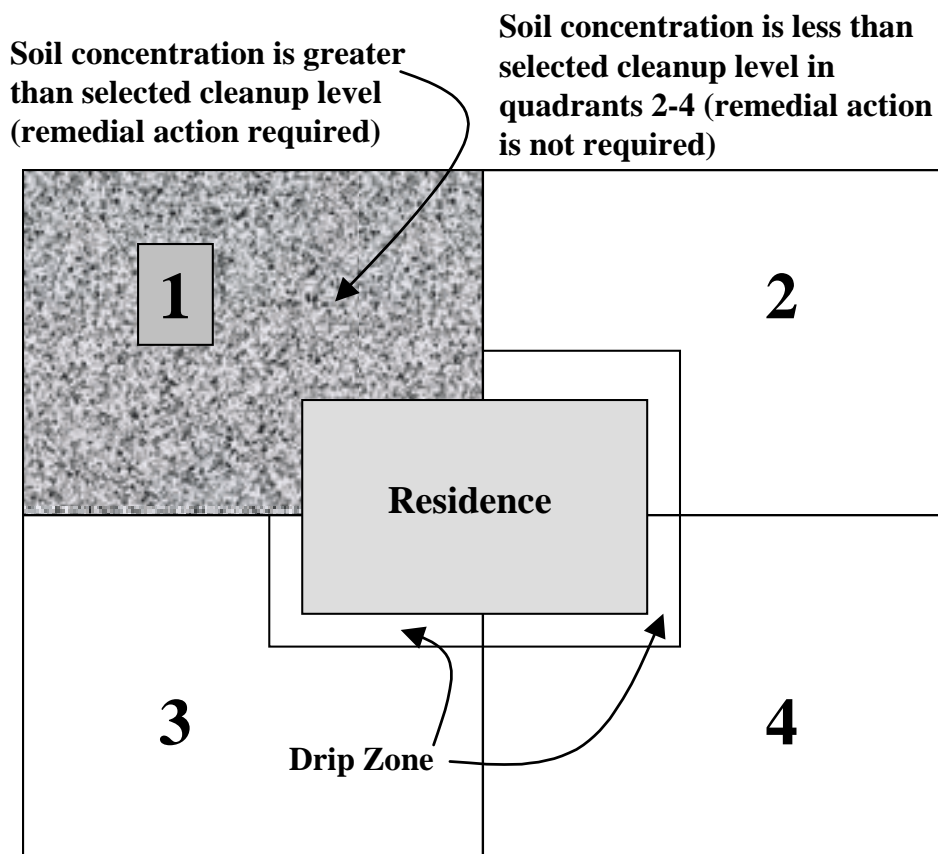 Soil concentration is greater
than selected cleanup level
(remedial action required)
Soil concentration is less than
selected cleanup level in
quadrants 2-4 (remedial action
is not required)
1
2
Residence
3
4
Drip Zone